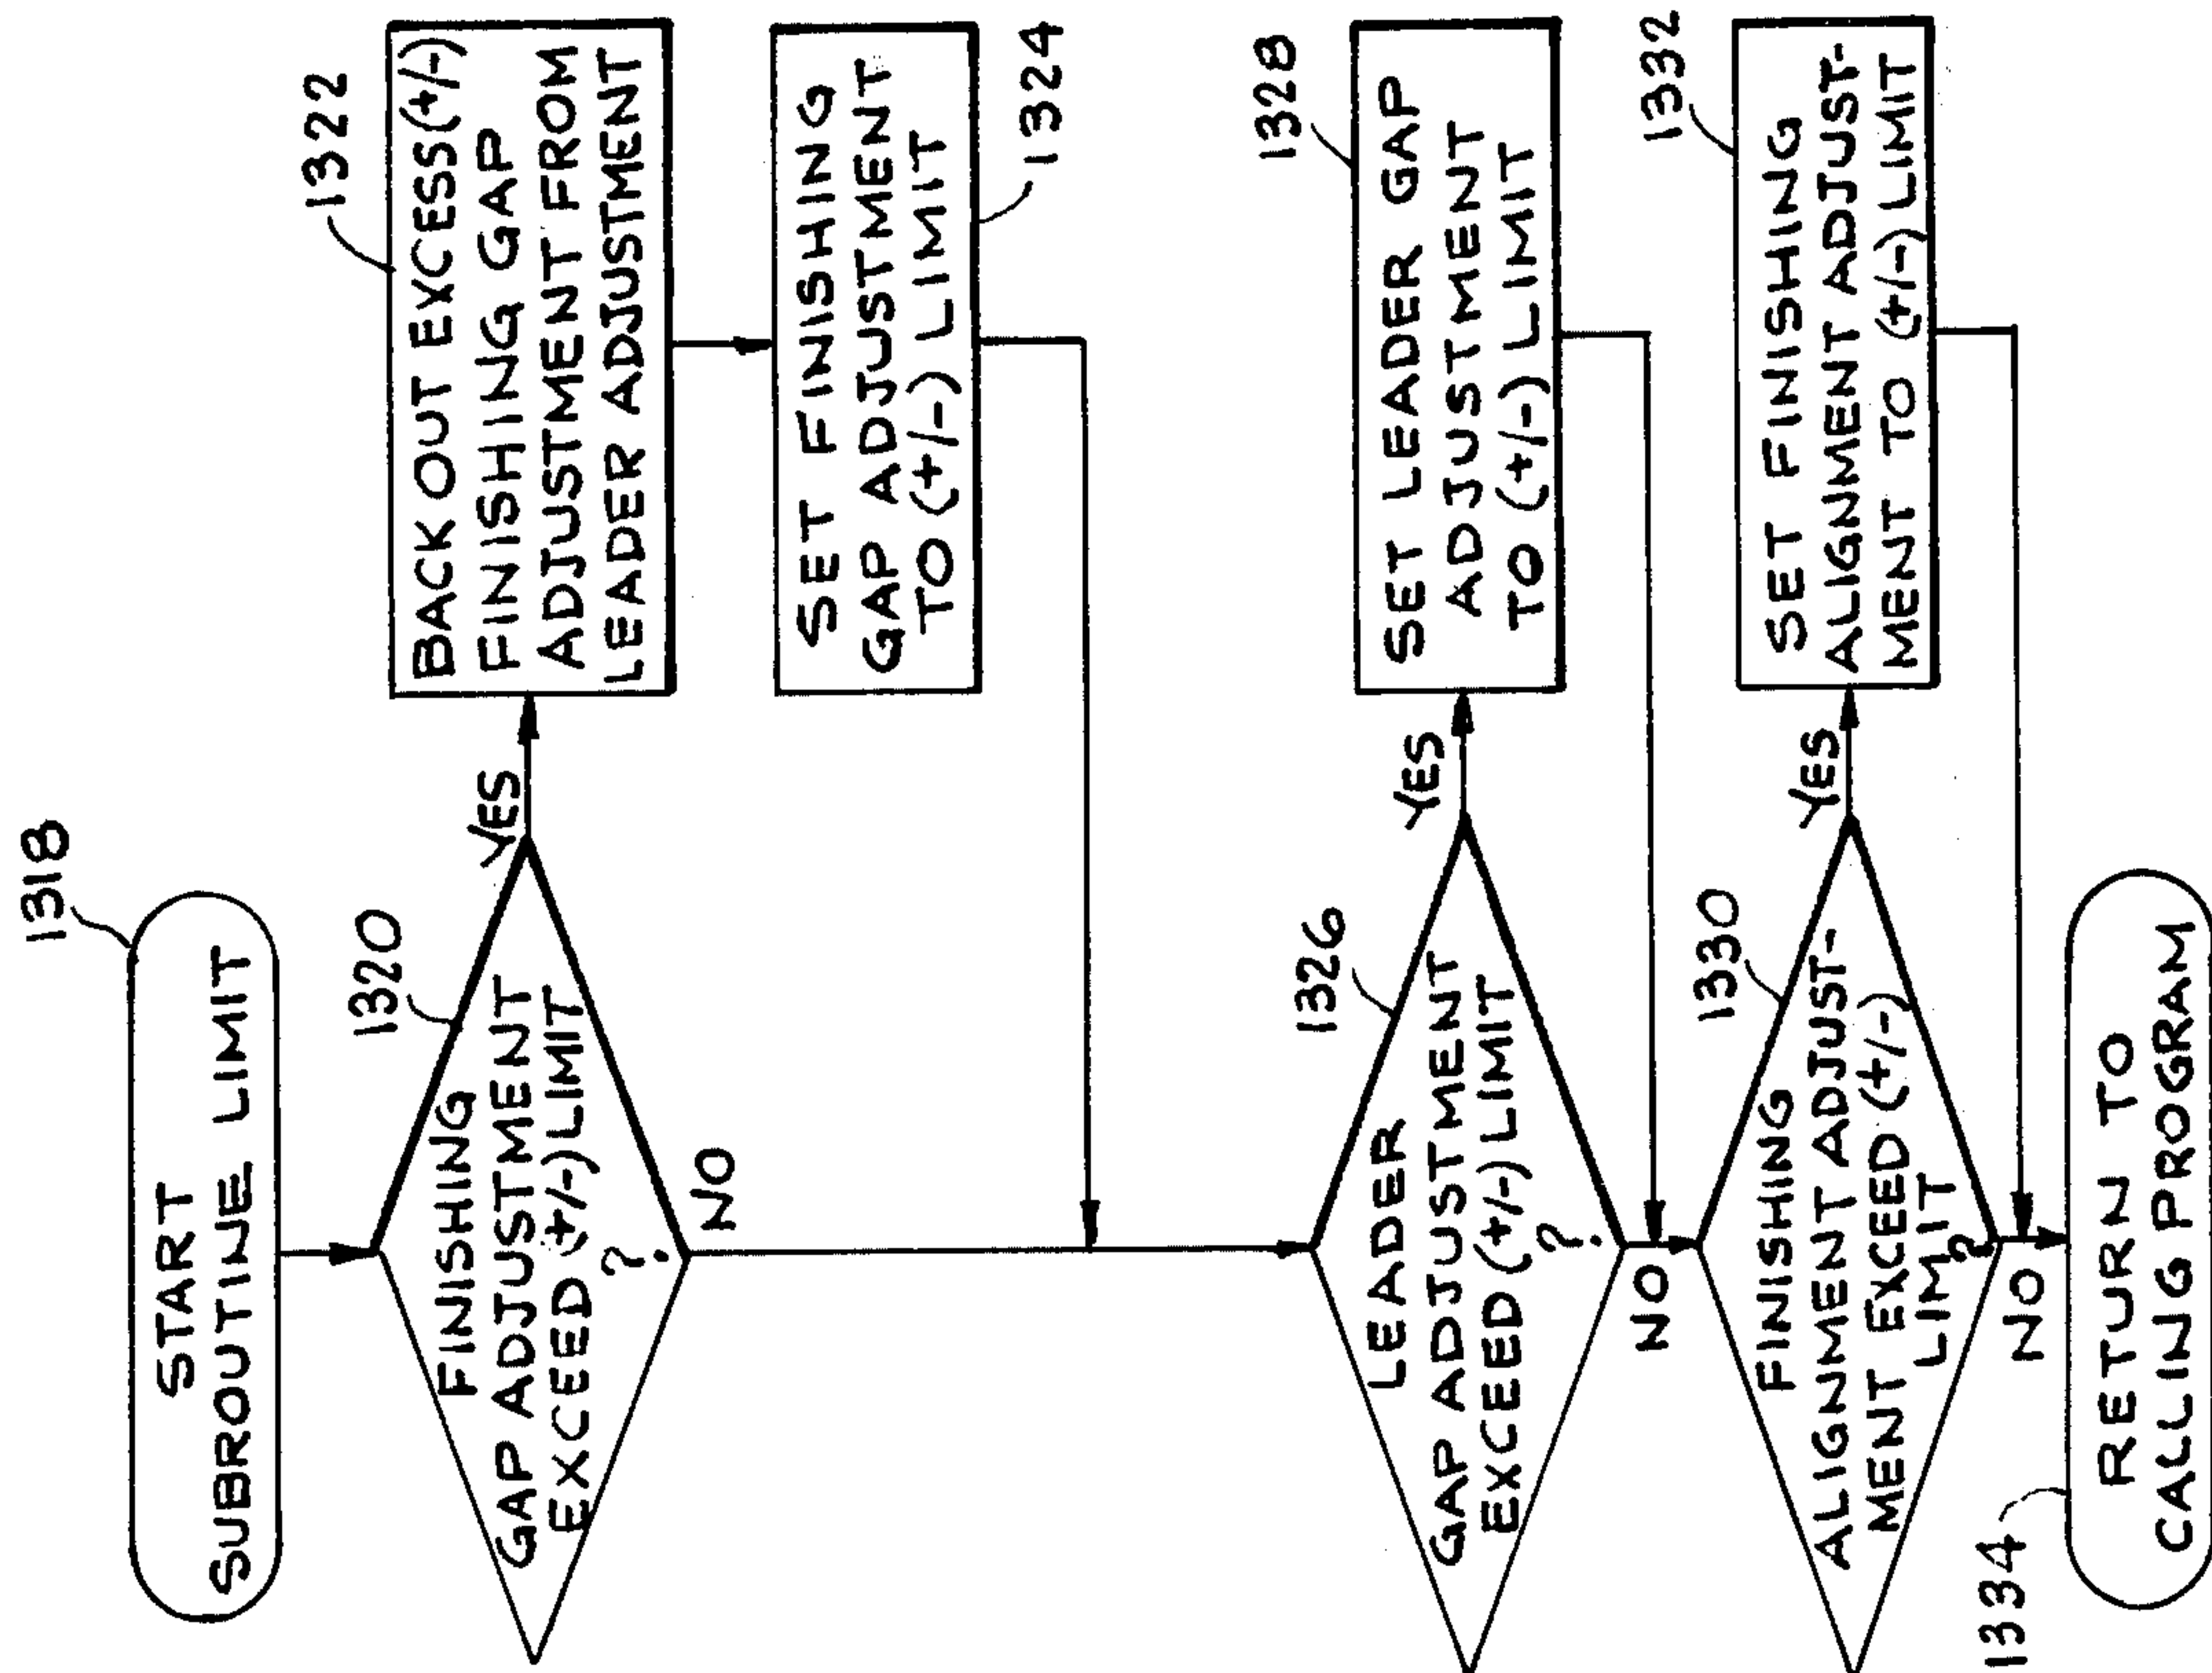 1318
START
SUBROUTINE LIMIT
1320
FINISHING
GAP ADJUSTMENT
EXCEED (+/-) LIMIT
?
YES
NO
1322
BACK OUT EXCESS (+/-)
FINISHING GAP
ADJUSTMENT FROM
LEADER ADJUSTMENT
SET FINISHING
GAP ADJUSTMENT
TO (+/-) LIMIT
1324
1326
LEADER
GAP ADJUSTMENT
EXCEED (+/-) LIMIT
?
YES
NO
1328
SET LEADER GAP
ADJUSTMENT
TO (+/-) LIMIT
1330
FINISHING
ALIGNMENT ADJUST-
MENT EXCEED (+/-)
LIMIT
?
YES
NO
1332
SET FINISHING
ALIGNMENT ADJUST-
MENT TO (+/-) LIMIT
1334
RETURN TO
CALLING PROGRAM